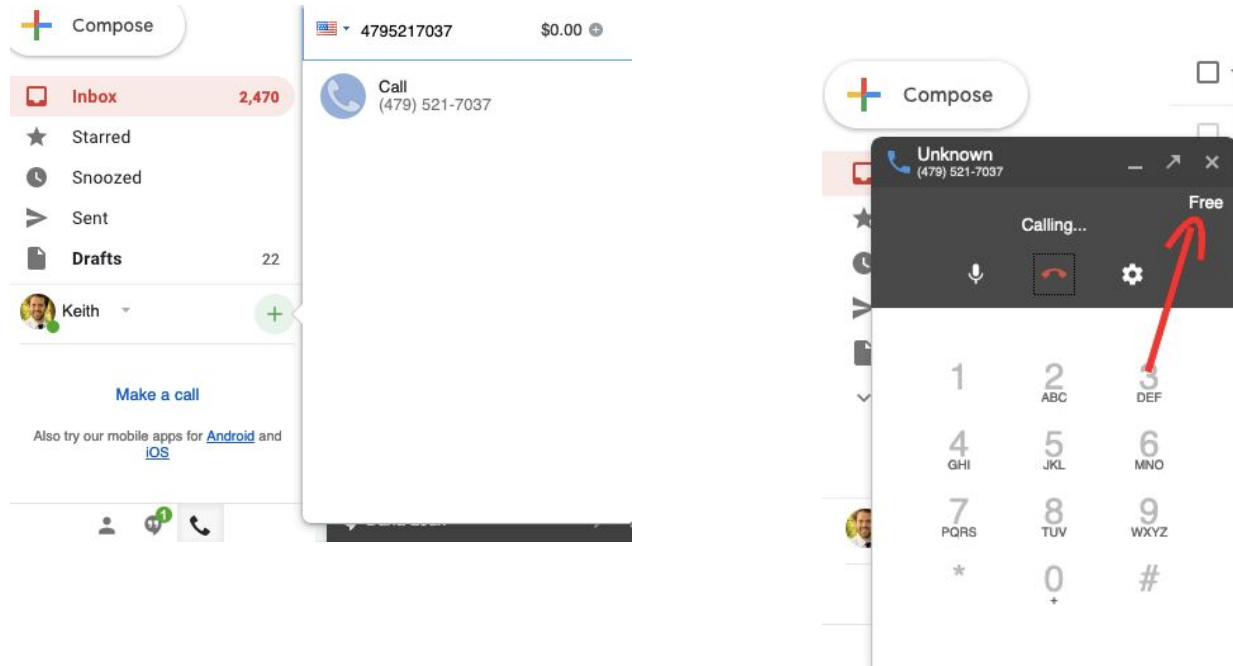 Compose
4795217037 $0.00
Inbox 2,470
Call
(479) 521-7037
Starred
Snoozed
Sent
Drafts 22
Keith
+
Make a call
Also try our mobile apps for Android and
iOS
1
Compose
Unknown
(479) 521-7037
Free
Calling...
1 2 3
ABC DEF
4 5 6
GHI JKL MNO
7 8 9
PQRS TUV WXYZ
* 0 #
+